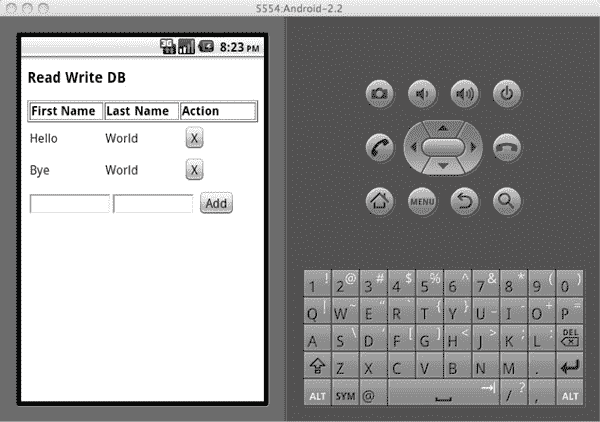 5554:Android-2.2
3G 8:23 PM
Read Write DB
First Name Last Name Action
Hello World X
Bye World X
Add
MENU
1 ! 2 @ 3 # 4 $ 5 % 6 ^ 7 & 8 * 9 ( 0 )
Q | W ~ E “ R ` T { Y } U _ I - O + P =
A S \ D ' F [ G ] H < J > K ; L : DEL
Z X C V B N M .
ALT SYM @ / ? , ALT